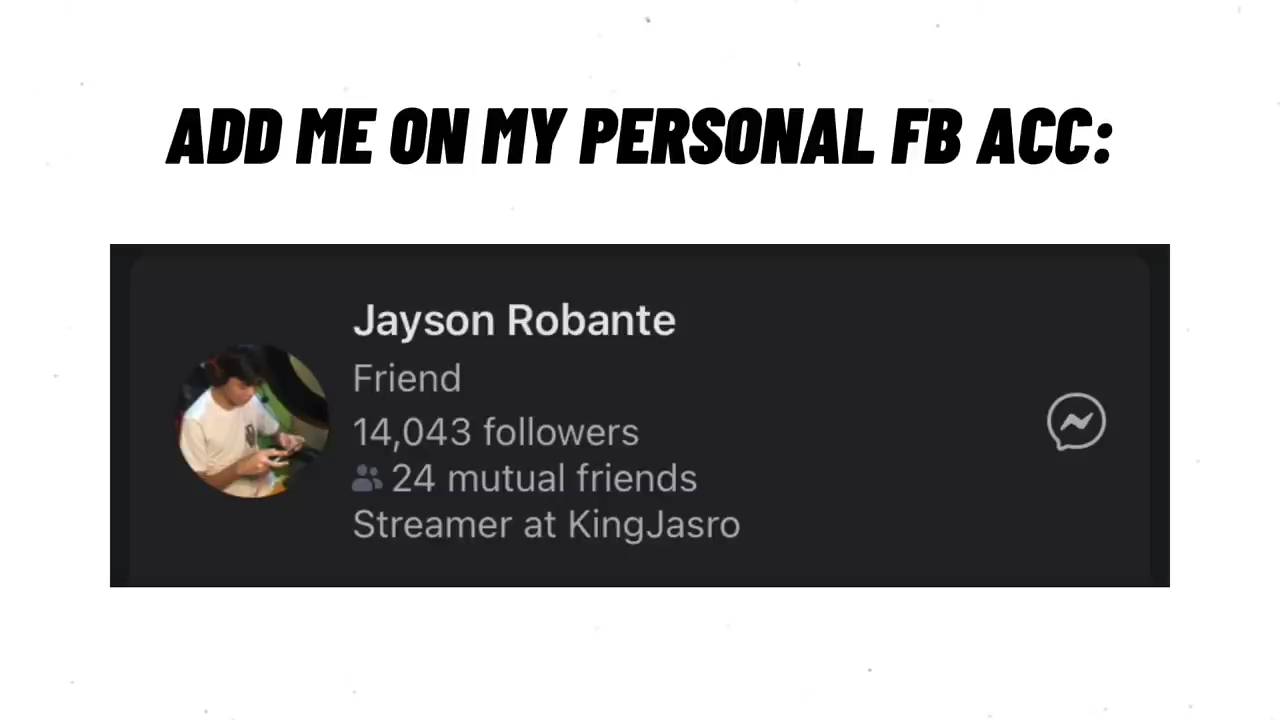 ADD ME ON MY PERSONAL FB ACC:
Jayson Robante
Friend
14,043 followers
24 mutual friends
Streamer at KingJasro